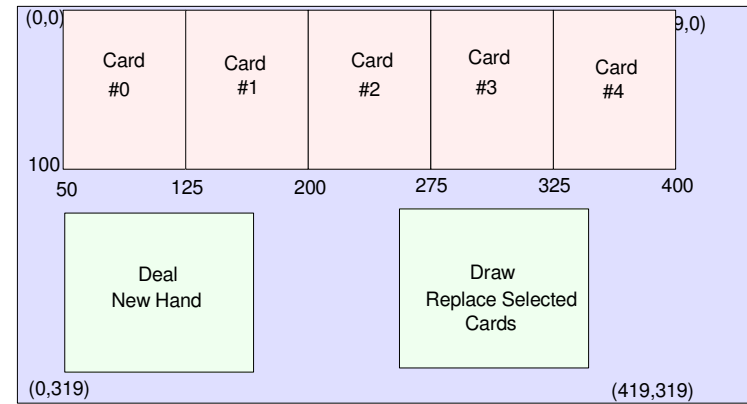 (0,0)
9,0)
Card
#0
Card
#1
Card
#2
Card
#3
Card
#4
100
50
125
200
275
325
400
Deal
New Hand
Draw
Replace Selected
Cards
(0,319)
(419,319)